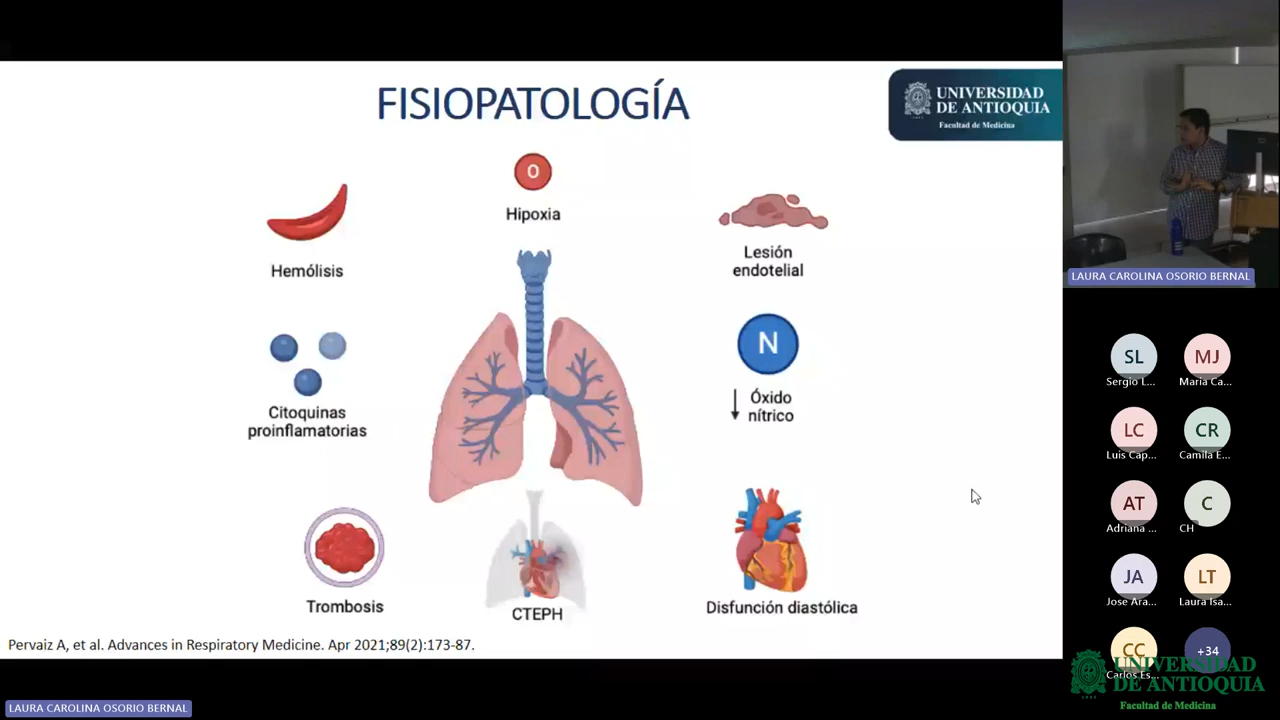 FISIOPATOLOGÍA
UNIVERSIDAD
DE ANTIOQUIA
Facultad de Medicina
O
Hipoxia
Hemólisis
Lesión
endotelial
Citoquinas
proinflamatorias
N
↓ Óxido
nítrico
Trombosis
CTEPH
Disfunción diastólica
Pervaiz A, et al. Advances in Respiratory Medicine. Apr 2021;89(2):173-87.
LAURA CAROLINA OSORIO BERNAL
LAURA CAROLINA OSORIO BERNAL
SL
Sergio L...
MJ
Maria Ca...
LC
Luis Cap...
CR
Camila E...
AT
Adriana ...
C
CH
JA
Jose Ara...
LT
Laura Isa...
CC
Carlos Es...
+34
UNIVERSIDAD
DE ANTIOQUIA
Facultad de Medicina